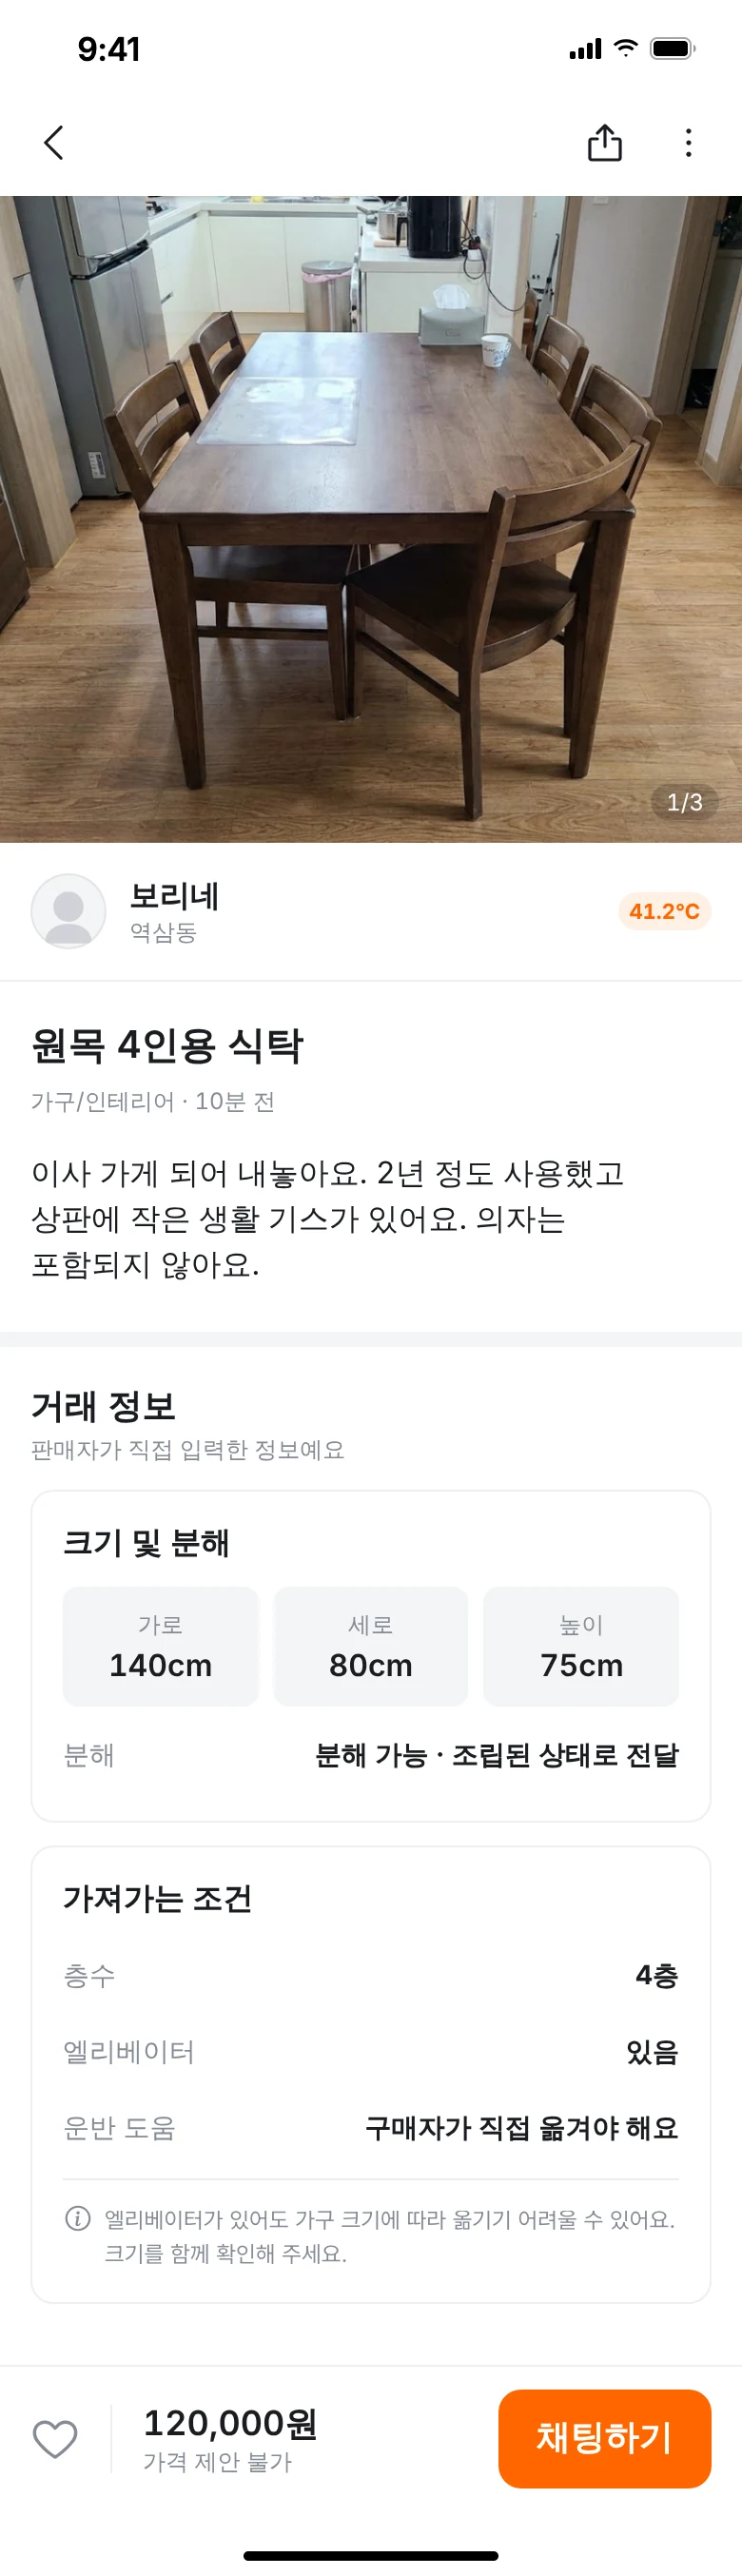 9:41
1/3
보리네
역삼동
41.2°C
원목 4인용 식탁
가구/인테리어 · 10분 전
이사 가게 되어 내놓아요. 2년 정도 사용했고
상판에 작은 생활 기스가 있어요. 의자는
포함되지 않아요.
거래 정보
판매자가 직접 입력한 정보예요
크기 및 분해
가로
140cm
세로
80cm
높이
75cm
분해
분해 가능 · 조립된 상태로 전달
가져가는 조건
층수
4층
엘리베이터
있음
운반 도움
구매자가 직접 옮겨야 해요
엘리베이터가 있어도 가구 크기에 따라 옮기기 어려울 수 있어요.
크기를 함께 확인해 주세요.
120,000원
가격 제안 불가
채팅하기